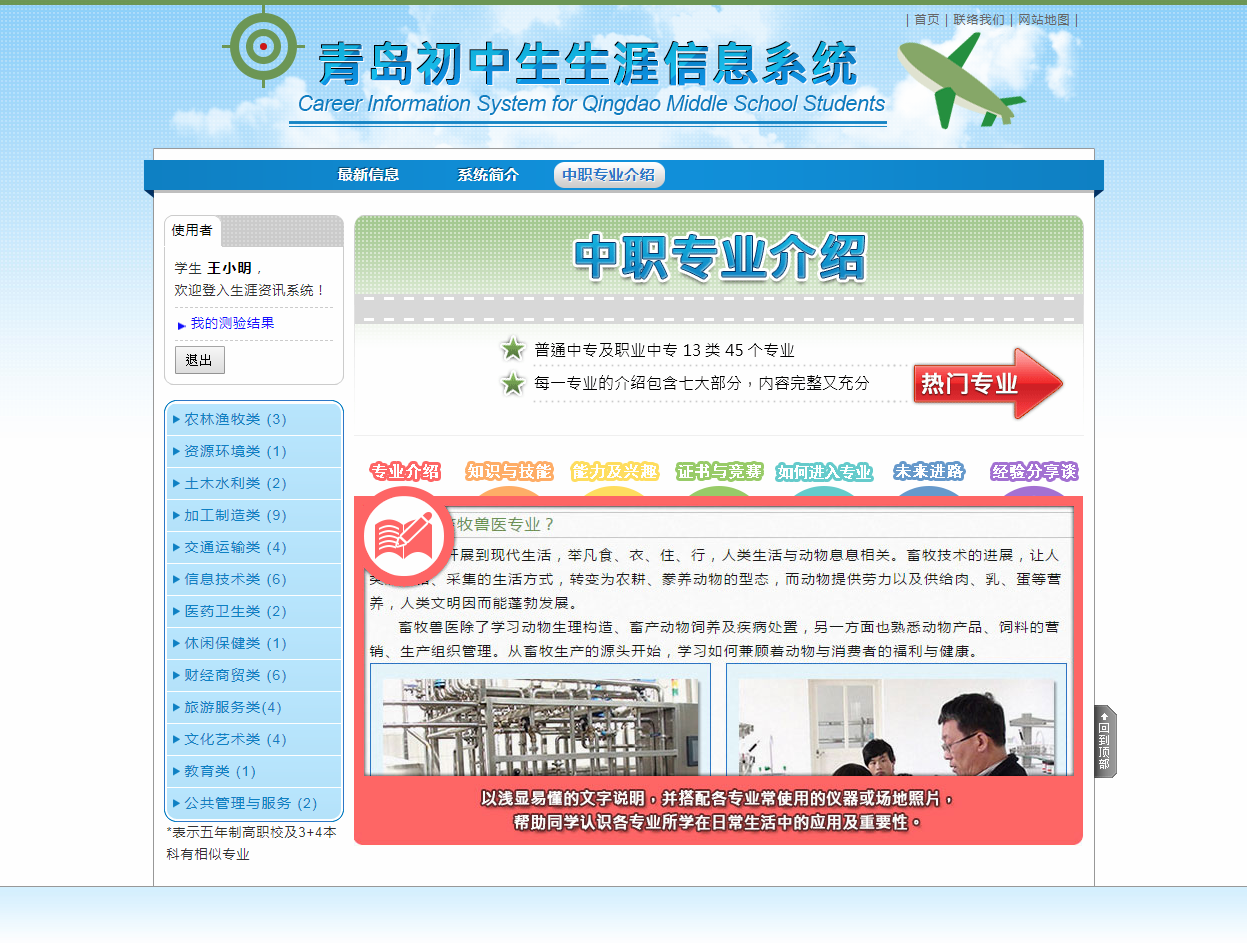 | 首页 | 联络我们 | 网站地图 |
青岛初中生生涯信息系统
Career Information System for Qingdao Middle School Students
最新信息 系统简介 中职专业介绍
使用者
学生 王小明，
欢迎登入生涯资讯系统！
我的测验结果
退出
农林渔牧类 (3)
资源环境类 (1)
土木水利类 (2)
加工制造类 (9)
交通运输类 (4)
信息技术类 (6)
医药卫生类 (2)
休闲保健类 (1)
财经商贸类 (6)
旅游服务类(4)
文化艺术类 (4)
教育类 (1)
公共管理与服务 (2)
*表示五年制高职校及3+4本
科有相似专业
中职专业介绍
普通中专及职业中专 13 类 45 个专业
每一专业的介绍包含七大部分，内容完整又充分
热门专业
专业介绍 知识与技能 能力及兴趣 证书与竞赛 如何进入专业 未来进路 经验分享谈
牧兽医专业？
开展到现代生活，举凡食、衣、住、行，人类生活与动物息息相关。畜牧技术的进展，让人
、采集的生活方式，转变为农耕、豢养动物的型态，而动物提供劳力以及供给肉、乳、蛋等营
养，人类文明因而能蓬勃发展。
畜牧兽医除了学习动物生理构造、畜产动物饲养及疾病处置，另一方面也熟悉动物产品、饲料的营
销、生产组织管理。从畜牧生产的源头开始，学习如何兼顾着动物与消费者的福利与健康。
以浅显易懂的文字说明，并搭配各专业常使用的仪器或场地照片，
帮助同学认识各专业所学在日常生活中的应用及重要性。
回到顶部